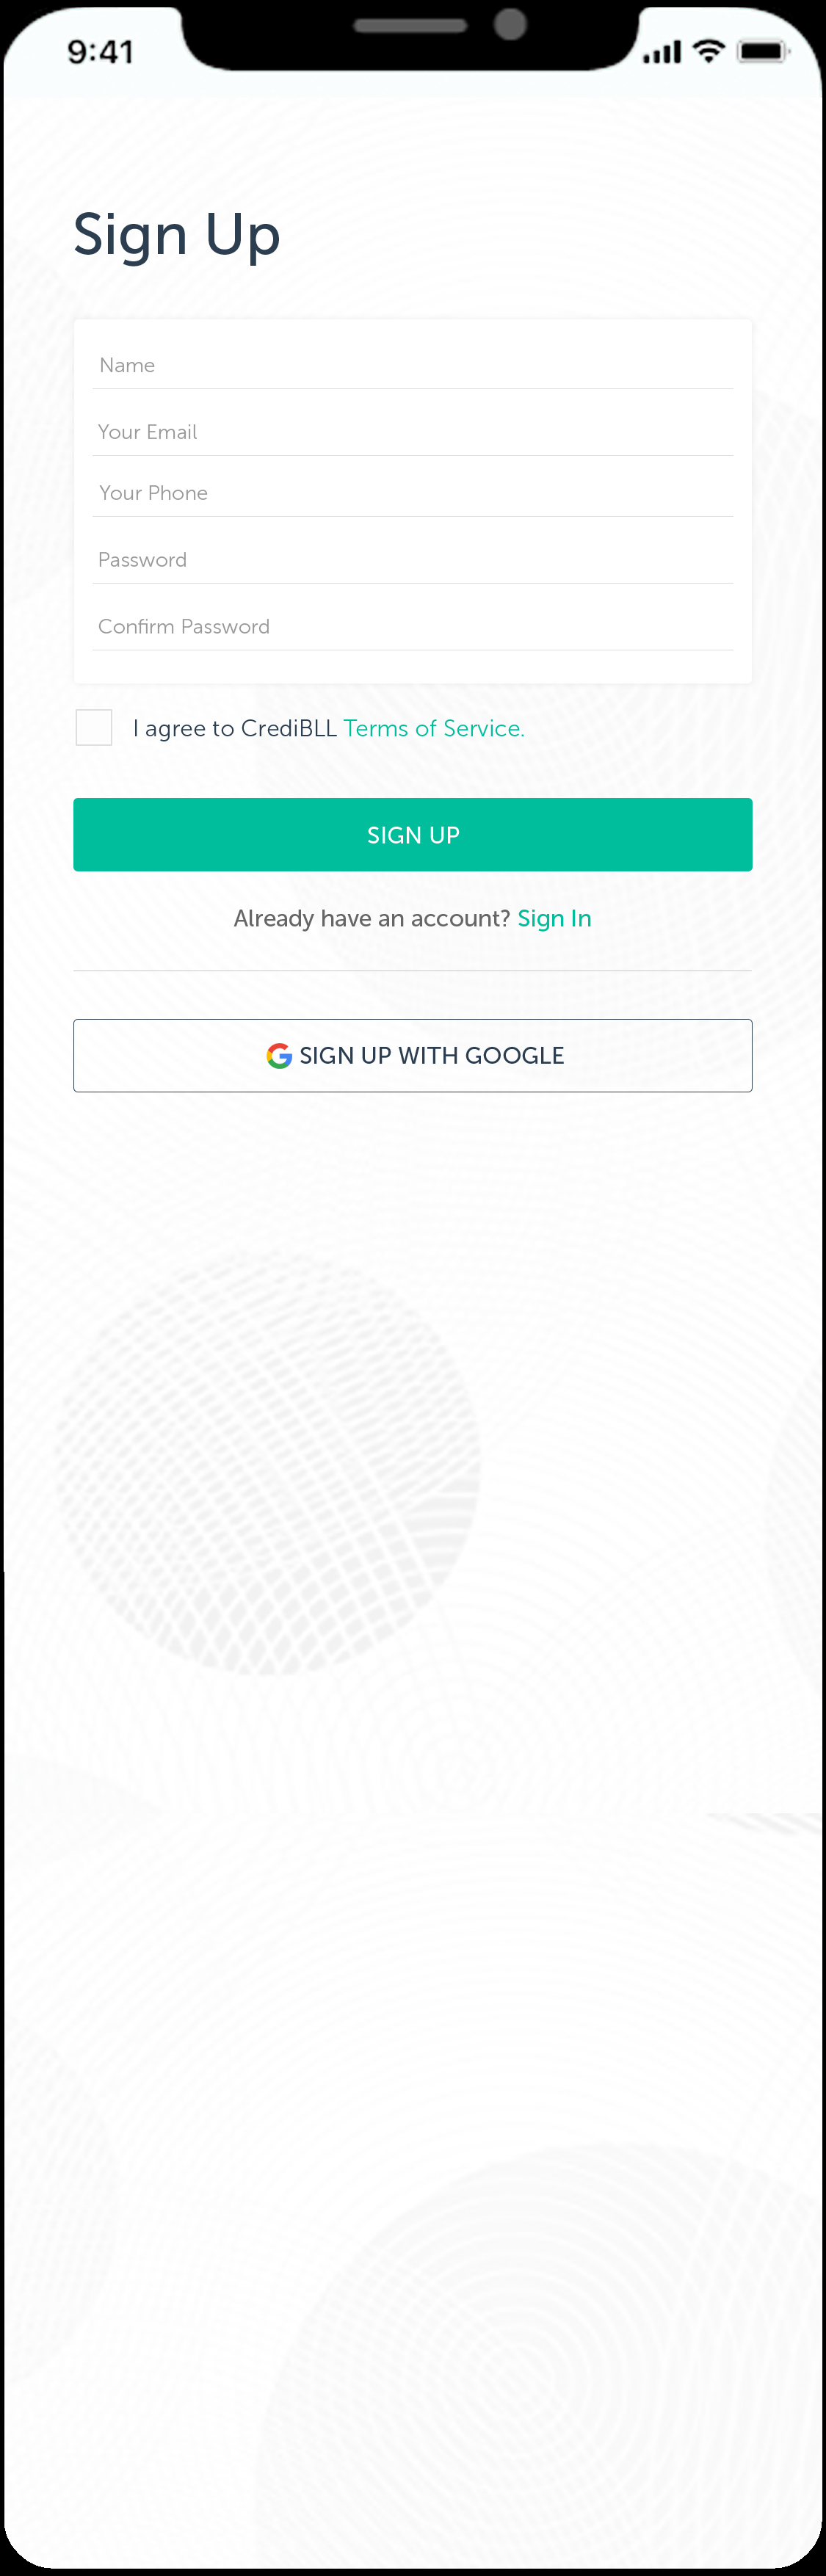 9:41
Sign Up
Name
Your Email
Your Phone
Password
Confirm Password
I agree to CrediBLL Terms of Service.
SIGN UP
Already have an account? Sign In
SIGN UP WITH GOOGLE